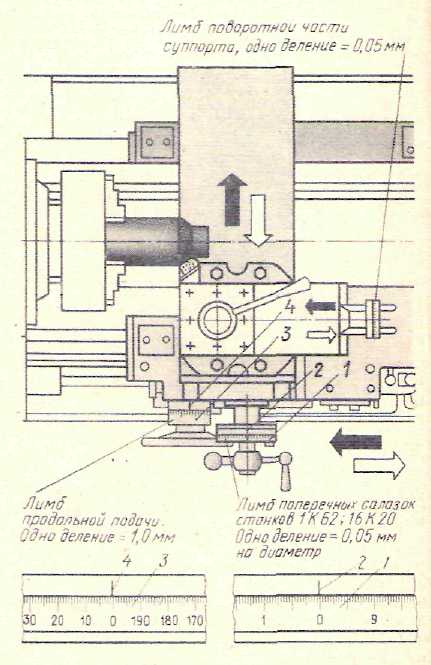 Лимб поворотной части
суппорта, одно деление = 0,05 мм
4
3
2
1
Лимб
продольной подачи.
Одно деление = 1,0 мм
Лимб поперечных салазок
станков 1К62; 16К20
Одно деление = 0,05 мм
на диаметр
4 3
30 20 10 0 190 180 170
2 1
1 0 9